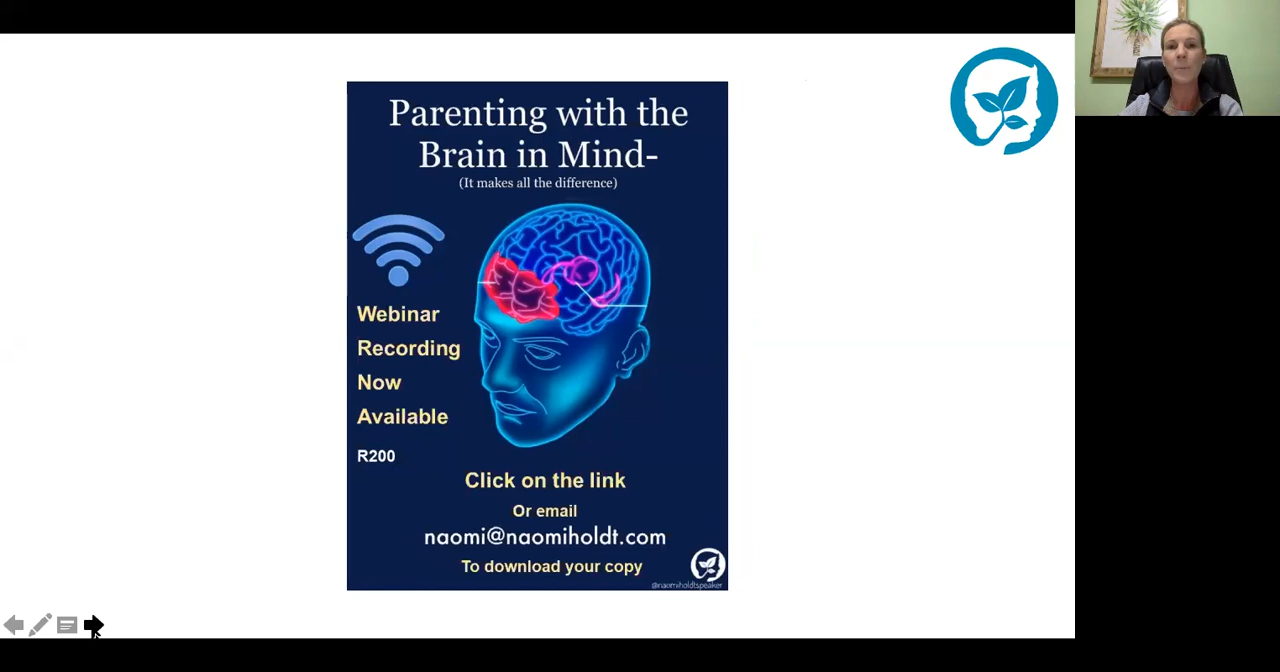 Parenting with the
Brain in Mind-
(It makes all the difference)
Webinar
Recording
Now
Available
R200
Click on the link
Or email
naomi@naomiholdt.com
To download your copy
@naomiholdtspeaker